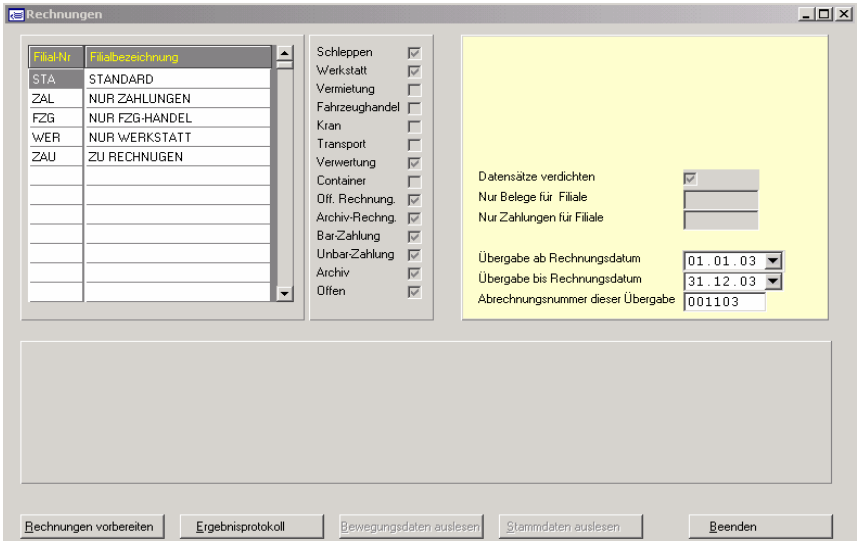 Rechnungen
Filial-Nr Filialbezeichnung
STA STANDARD
ZAL NUR ZAHLUNGEN
FZG NUR FZG-HANDEL
WER NUR WERKSTATT
ZAU ZU RECHNUGEN
Schleppen
Werkstatt
Vermietung
Fahrzeughandel
Kran
Transport
Verwertung
Container
Off. Rechnung.
Archiv-Rechng.
Bar-Zahlung
Unbar-Zahlung
Archiv
Offen
Datensätze verdichten
Nur Belege für Filiale
Nur Zahlungen für Filiale
Übergabe ab Rechnungsdatum 01.01.03
Übergabe bis Rechnungsdatum 31.12.03
Abrechnungsnummer dieser Übergabe 001103
Rechnungen vorbereiten Ergebnisprotokoll Bewegungsdaten auslesen Stammdaten auslesen Beenden